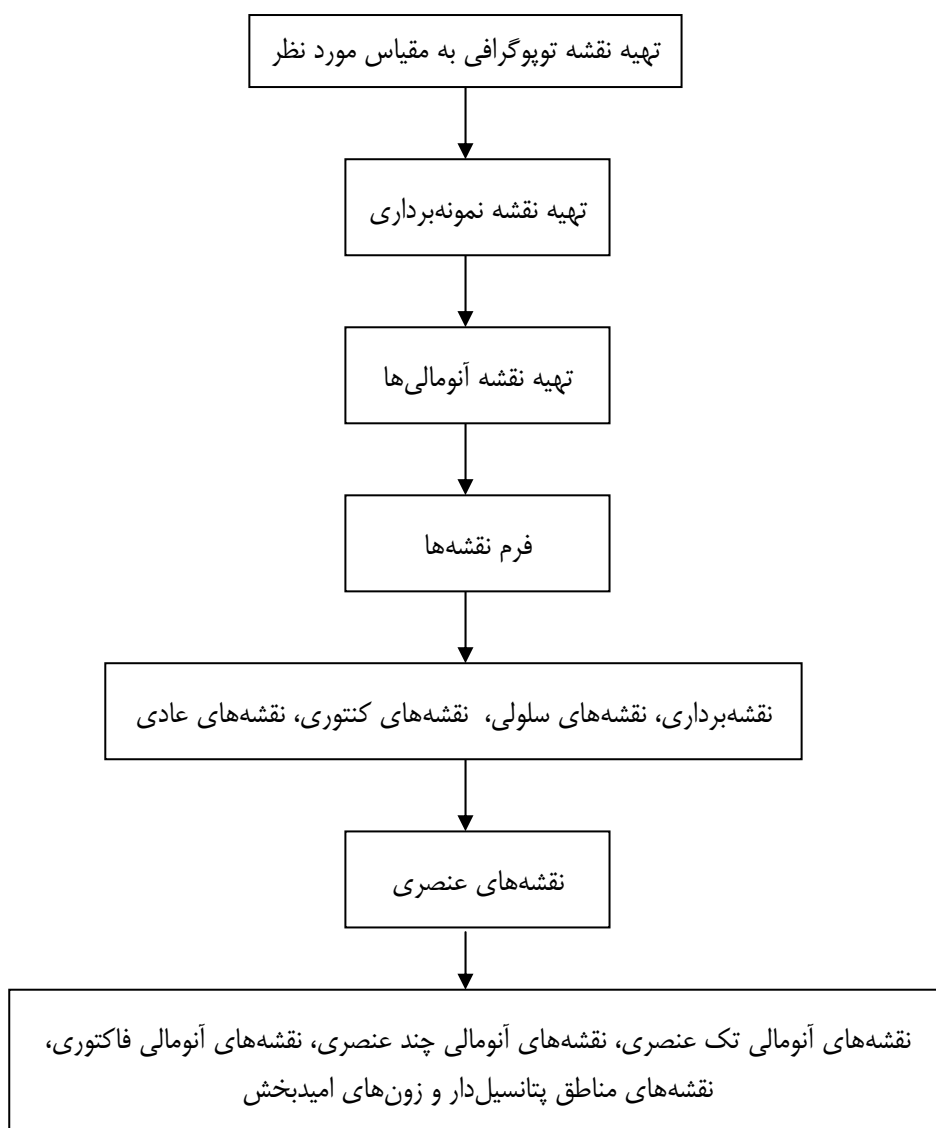 تهیه نقشه توپوگرافی به مقیاس مورد نظر
تهیه نقشه نمونه‌برداری
تهیه نقشه آنومالی‌ها
فرم نقشه‌ها
نقشه‌برداری، نقشه‌های سلولی، نقشه‌های کنتوری، نقشه‌های عادی
نقشه‌های عنصری
نقشه‌های آنومالی تک عنصری، نقشه‌های آنومالی چند عنصری، نقشه‌های آنومالی فاکتوری،
نقشه‌های مناطق پتانسیل‌دار و زون‌های امیدبخش